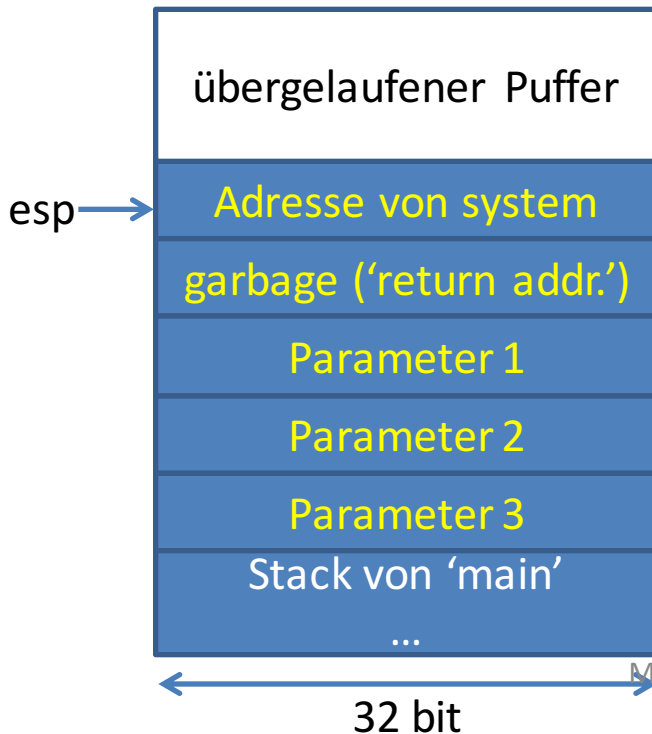 übergelaufener Puffer
esp
Adresse von system
garbage (‘return addr.’)
Parameter 1
Parameter 2
Parameter 3
Stack von ‘main’
...
M
32 bit